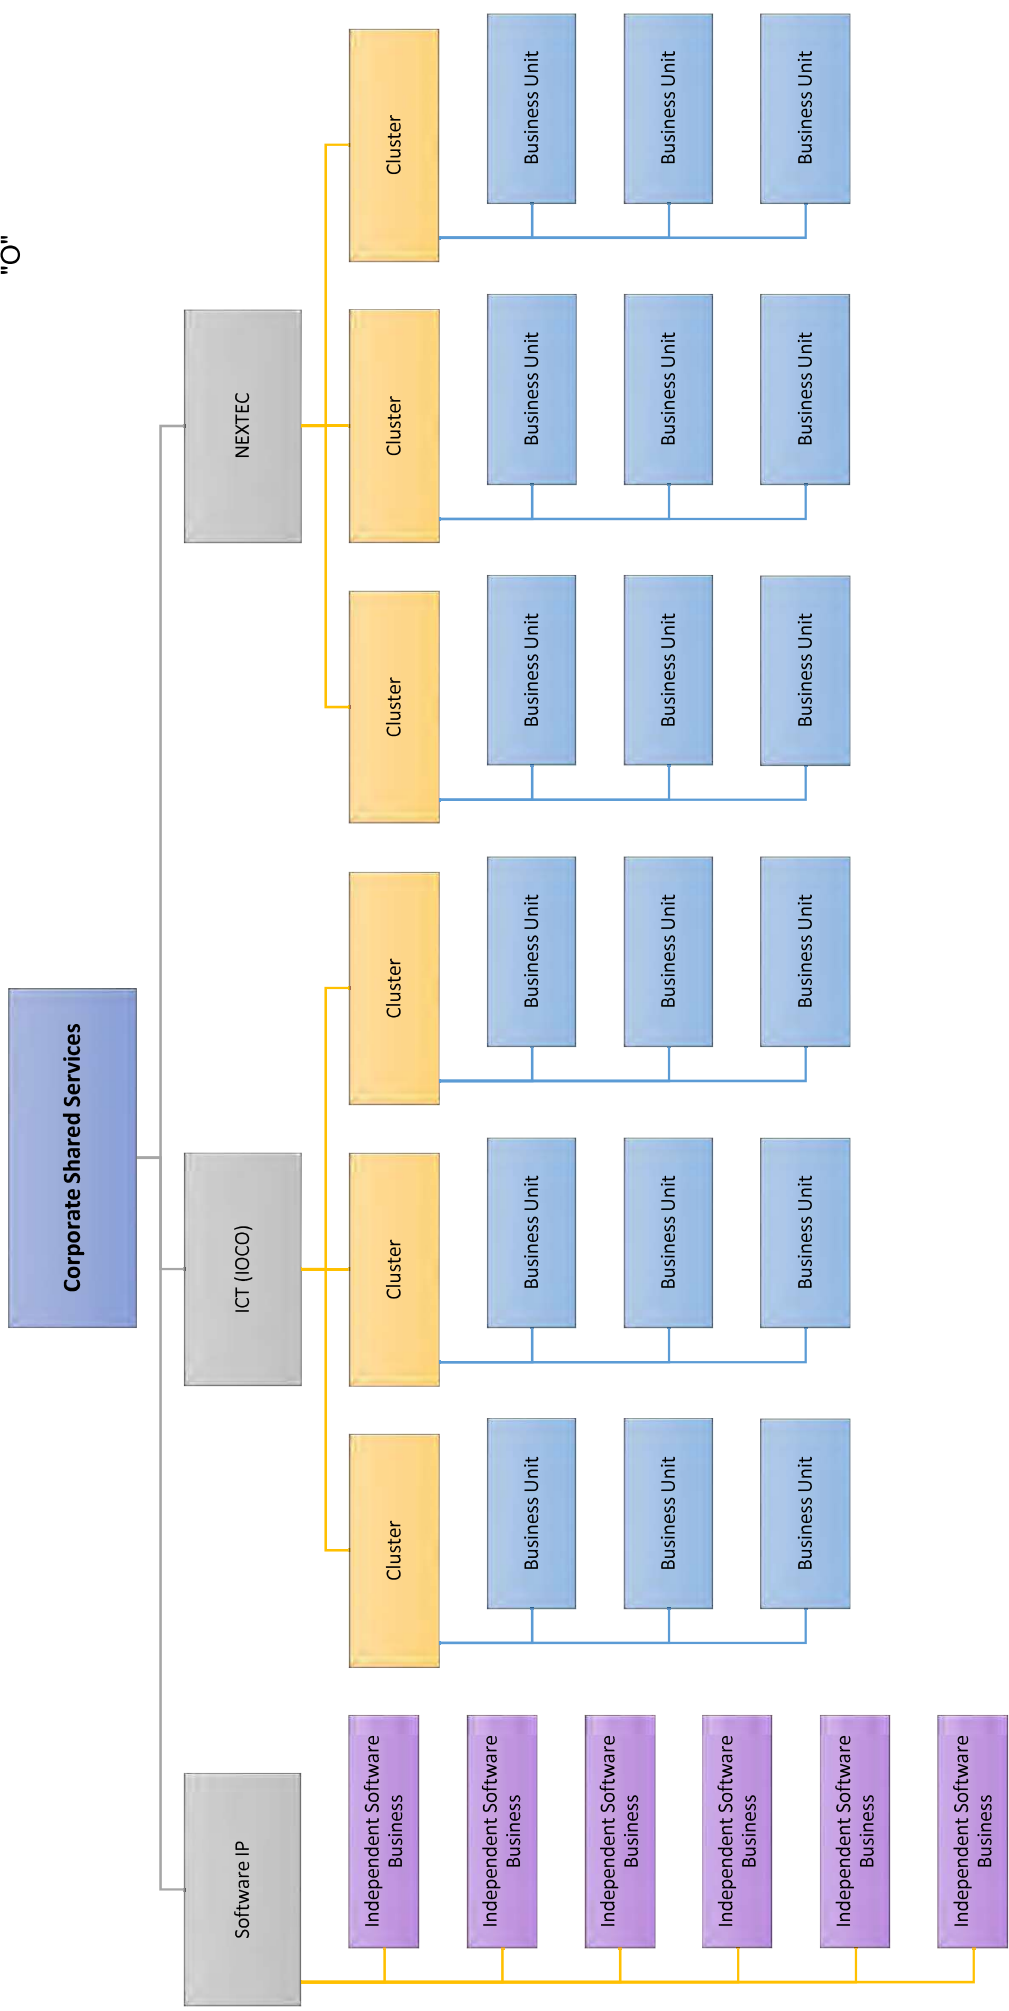 "O"
Corporate Shared Services
Software IP
ICT (IOCO)
NEXTEC
Independent Software
Business
Cluster
Cluster
Cluster
Cluster
Cluster
Cluster
Independent Software
Business
Business Unit
Business Unit
Business Unit
Business Unit
Business Unit
Business Unit
Independent Software
Business
Business Unit
Business Unit
Business Unit
Business Unit
Business Unit
Business Unit
Independent Software
Business
Business Unit
Business Unit
Business Unit
Business Unit
Business Unit
Business Unit
Independent Software
Business
Independent Software
Business